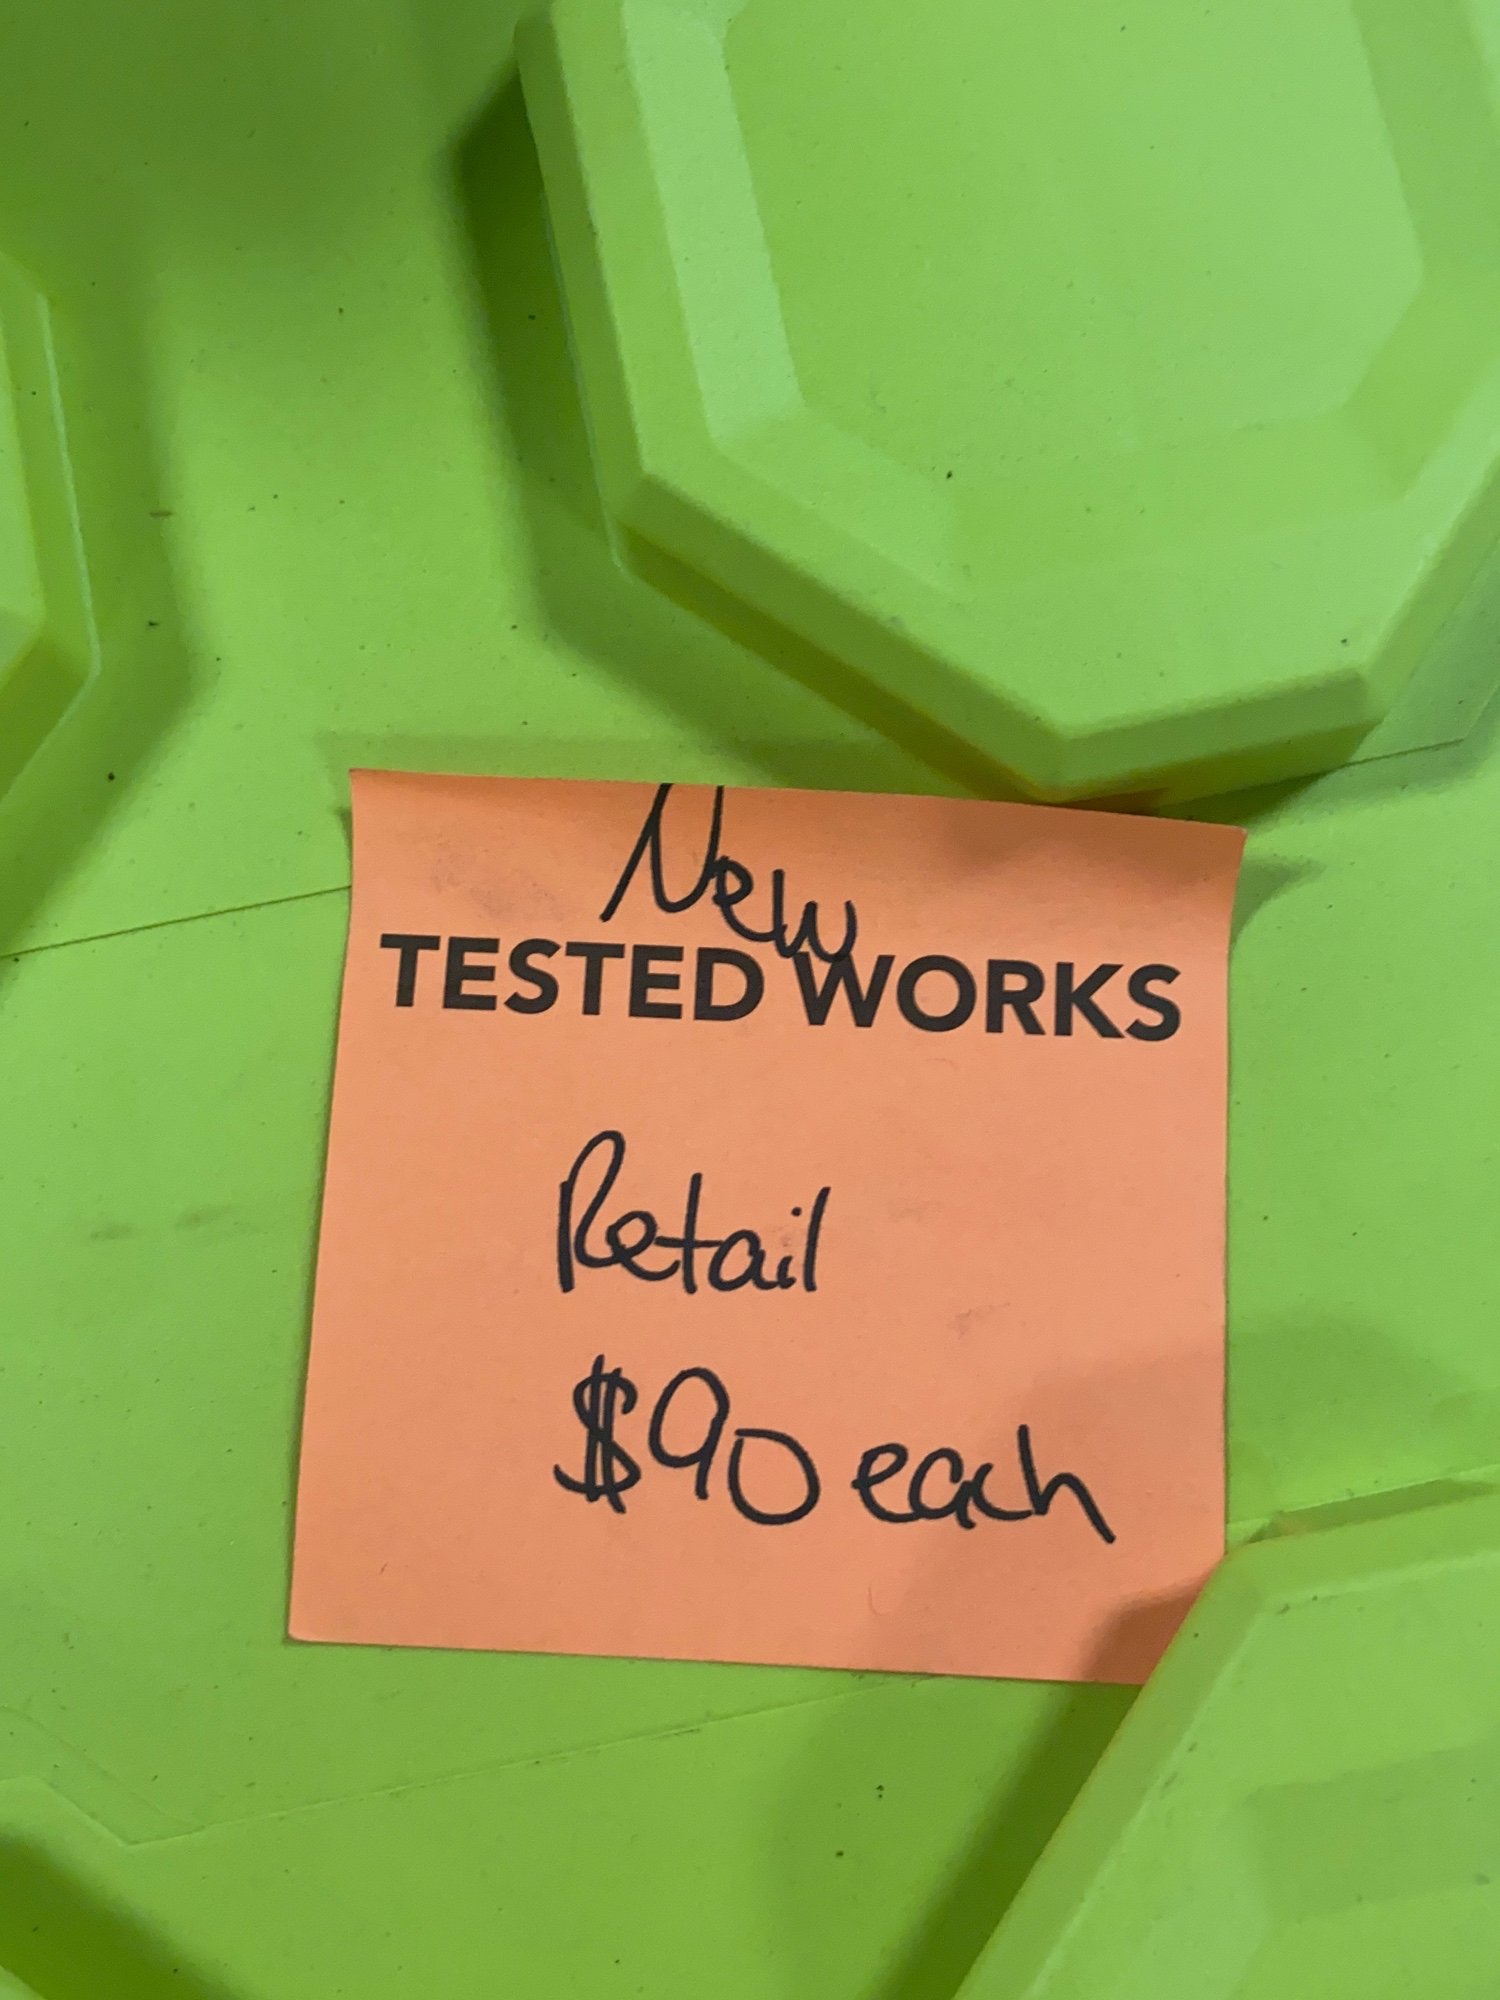 New
TESTED WORKS
Retail
$90 each